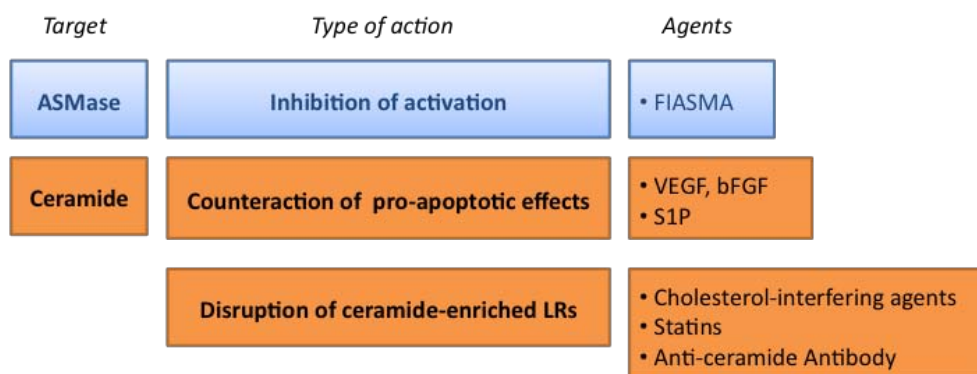 Target Type of action Agents
ASMase Inhibition of activation • FIASMA
Ceramide Counteraction of pro-apoptotic effects • VEGF, bFGF
• S1P
Disruption of ceramide-enriched LRs • Cholesterol-interfering agents
• Statins
• Anti-ceramide Antibody